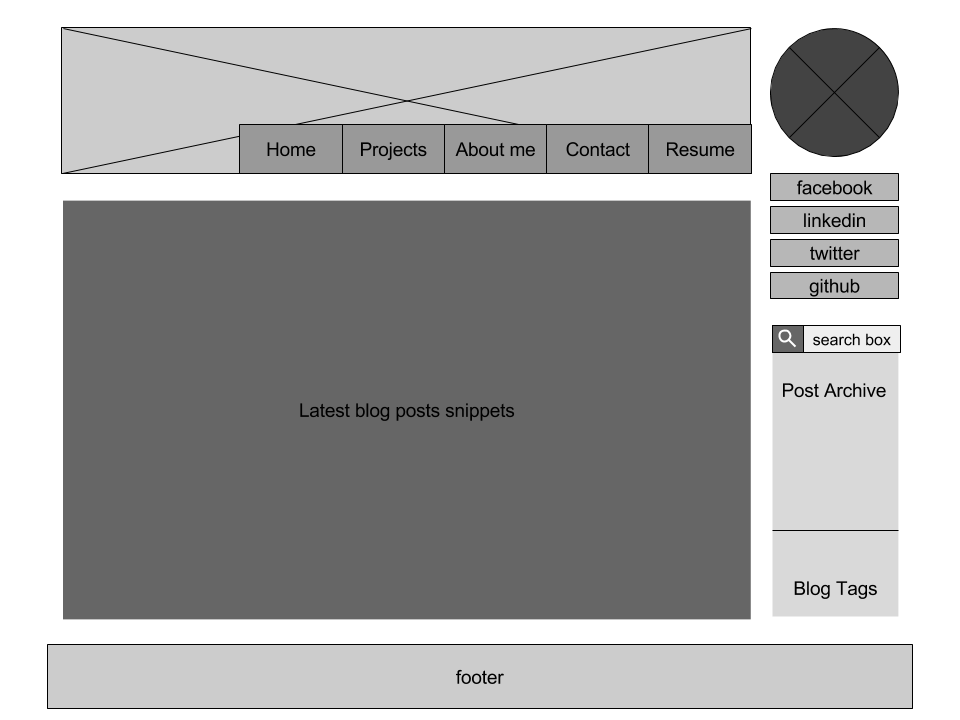 Home
Projects
About me
Contact
Resume
facebook
linkedin
twitter
github
search box
Post Archive
Latest blog posts snippets
Blog Tags
footer